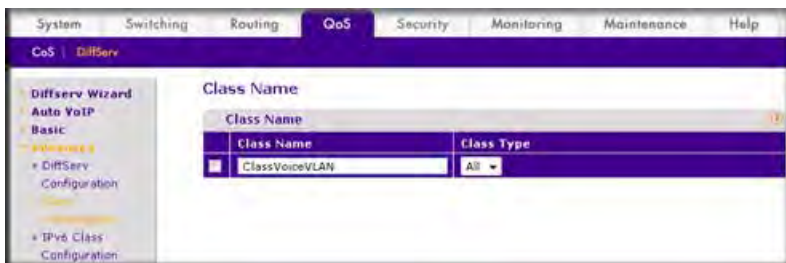 System Switching Routing QoS Security Monitoring Maintenance Help
CoS | DiffServ
Diffserv Wizard
Auto VoIP
Basic
Advanced
DiffServ
Configuration
IPv6 Class
Configuration
Class Name
Class Name
Class Name Class Type
ClassVoiceVLAN All